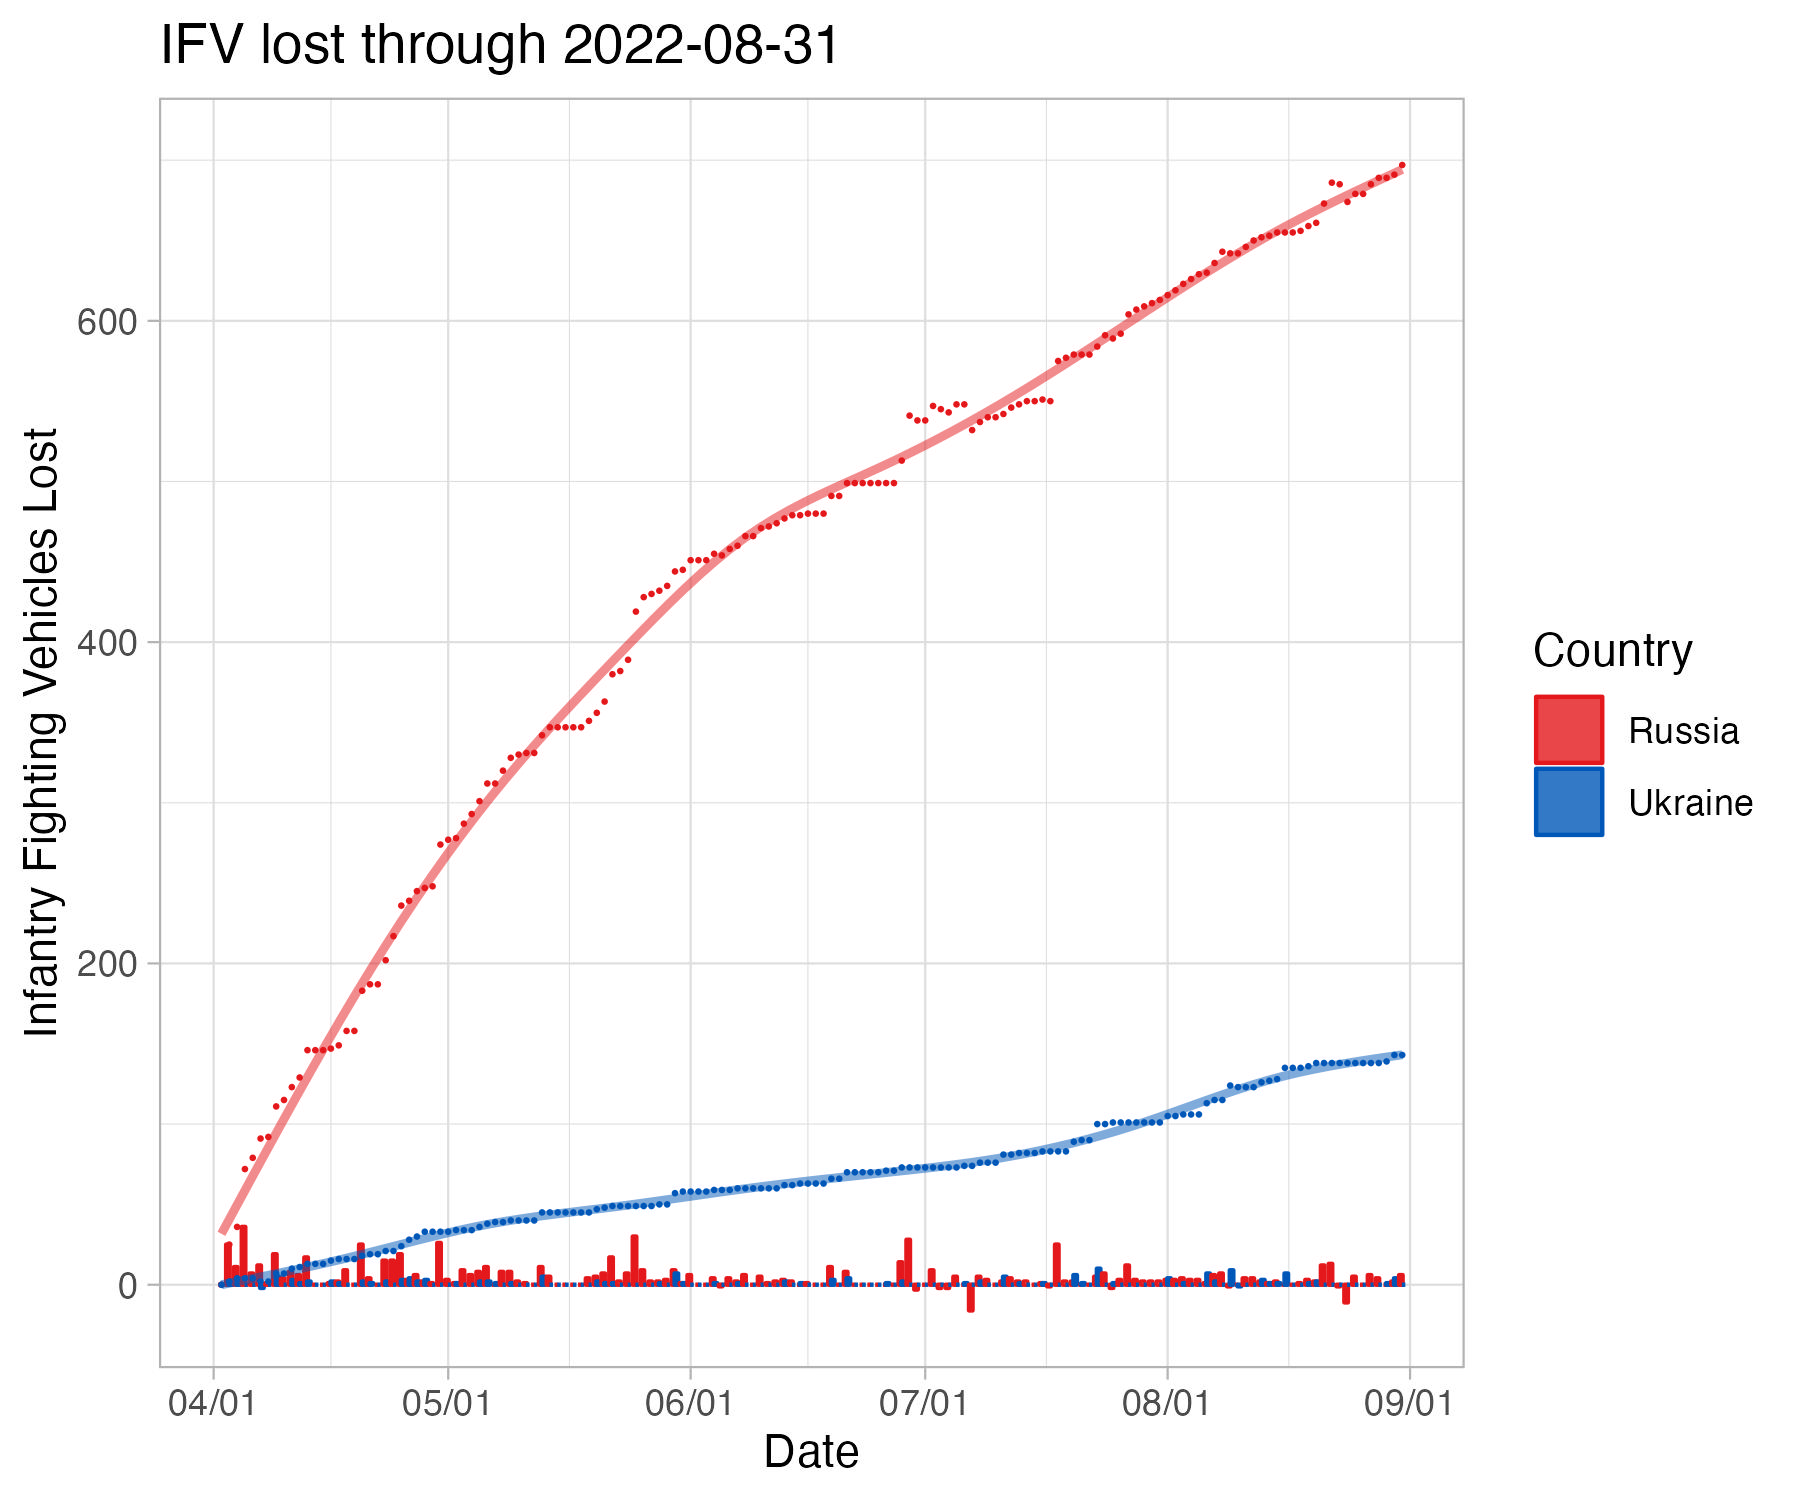 IFV lost through 2022-08-31
Infantry Fighting Vehicles Lost
600
400
200
0
04/01 05/01 06/01 07/01 08/01 09/01
Date
Country
Russia
Ukraine